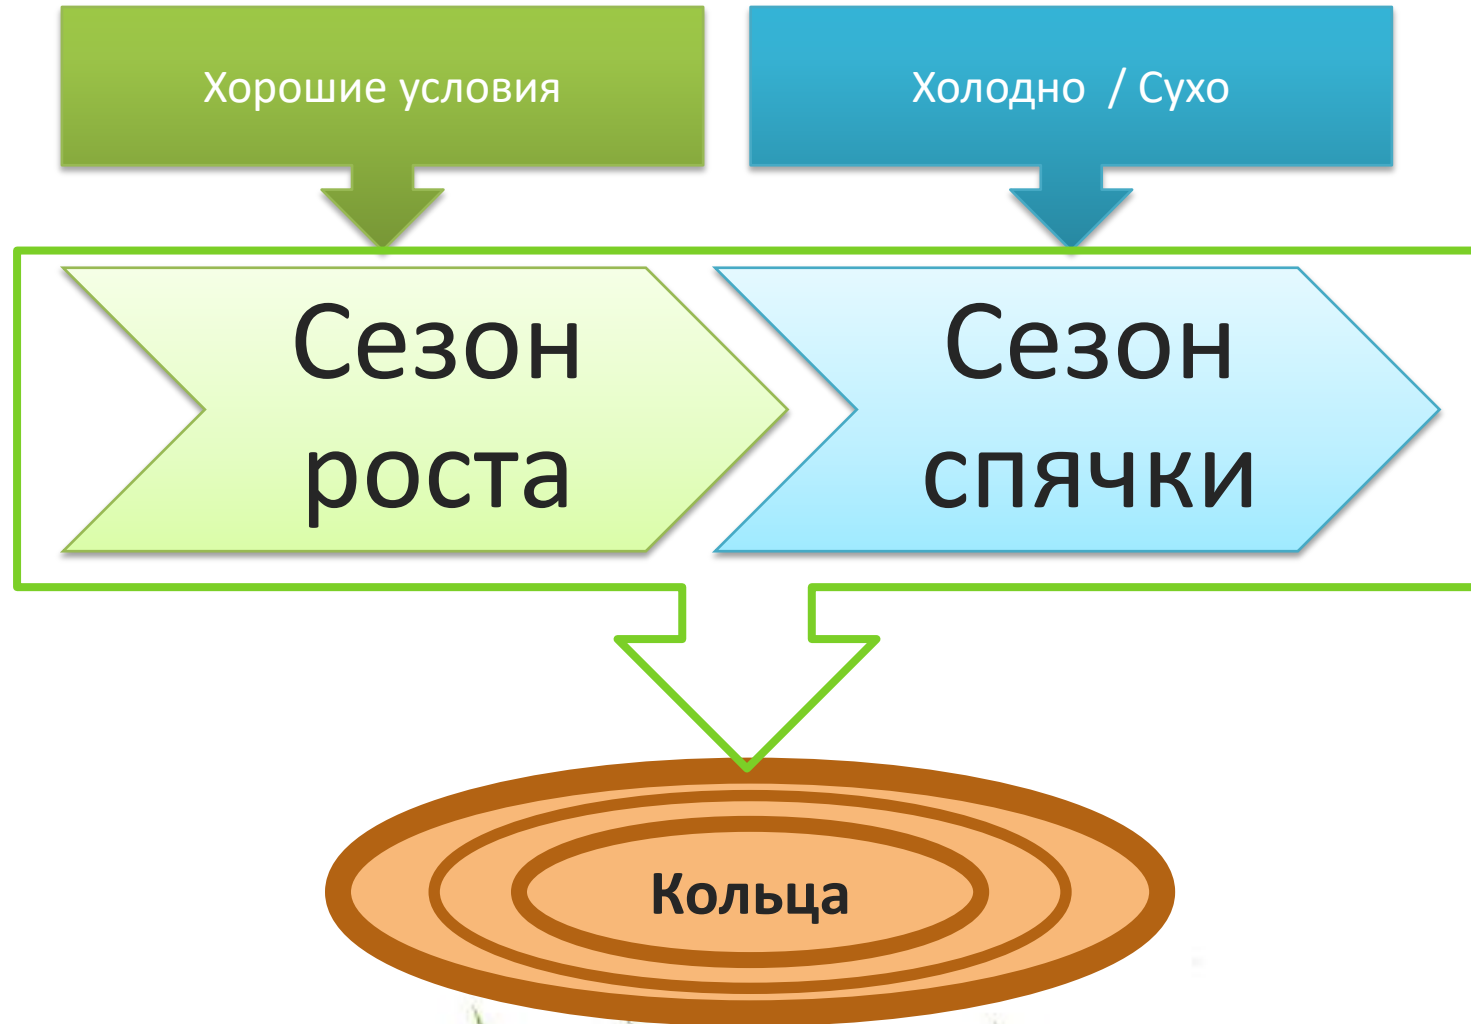 Хорошие условия
Холодно / Сухо
Сезон
роста
Сезон
спячки
Кольца